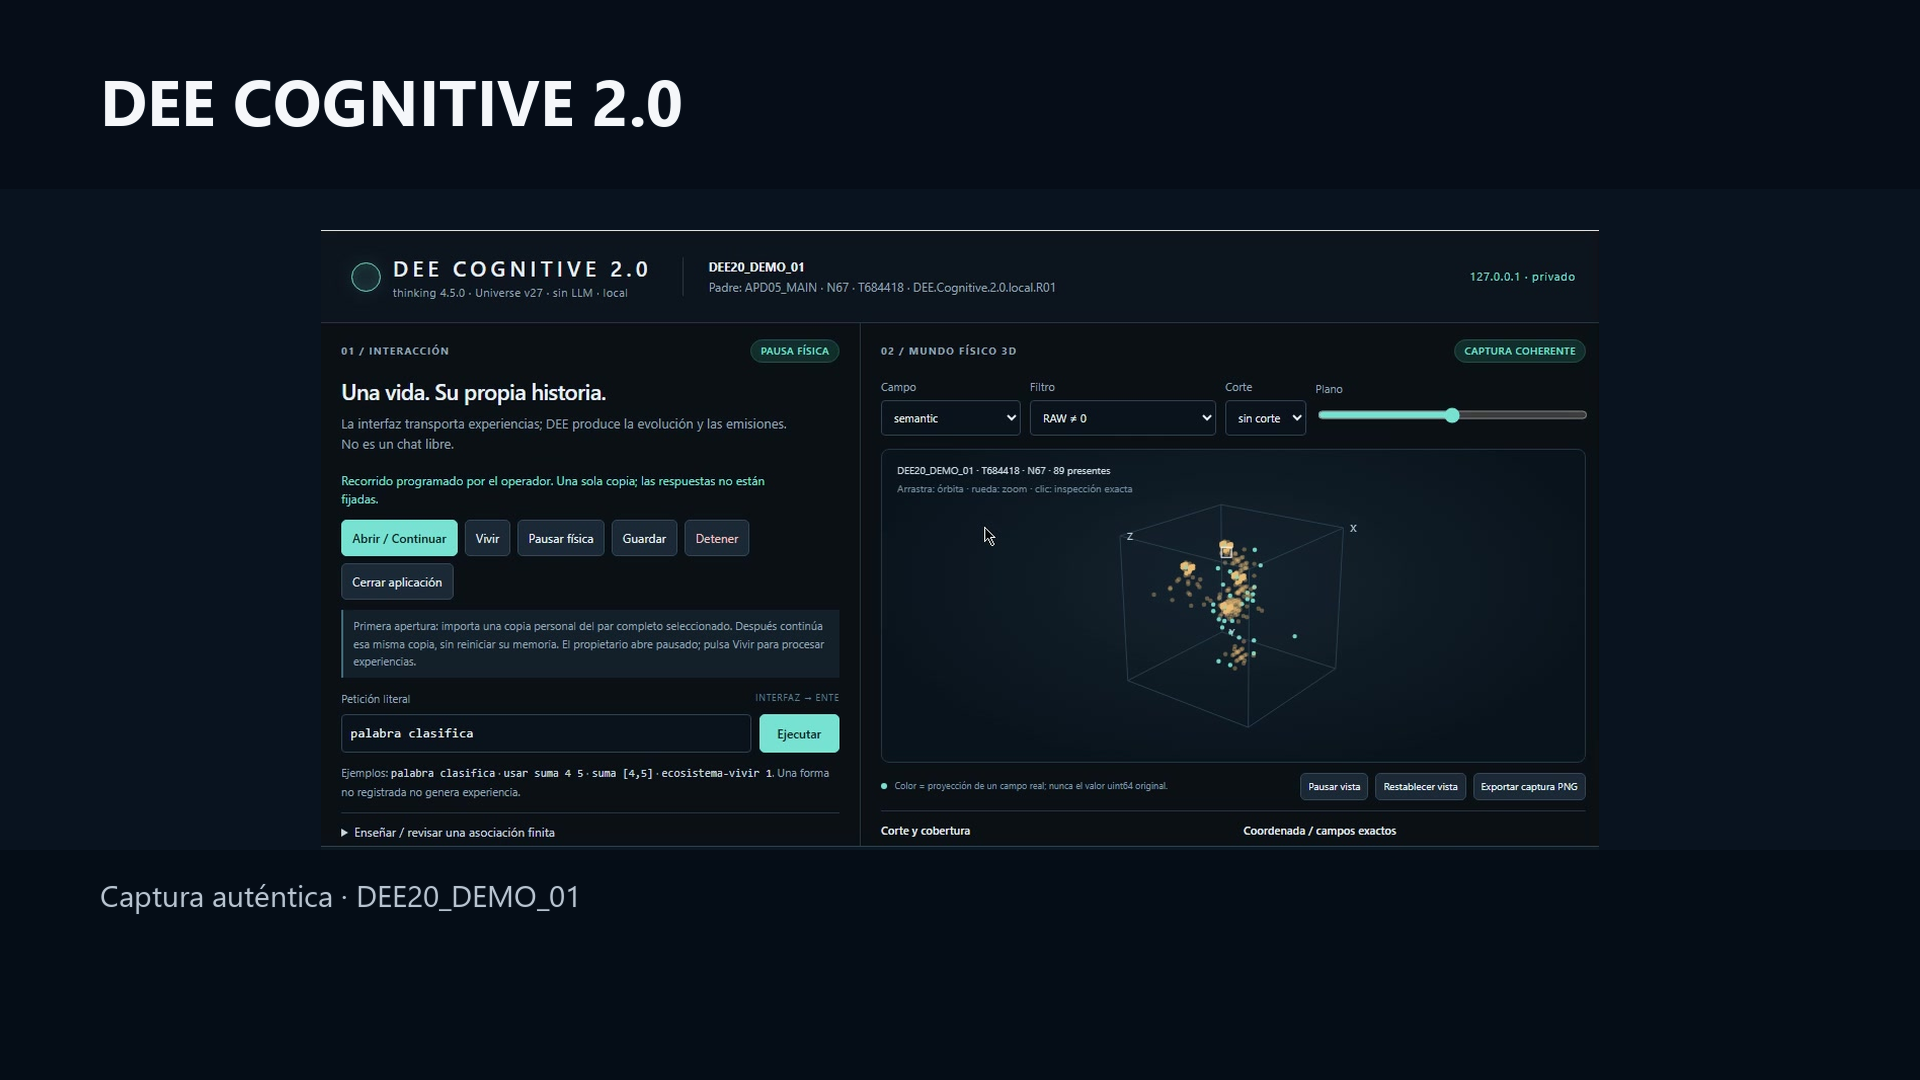 DEE COGNITIVE 2.0
DEE COGNITIVE 2.0
thinking 4.5.0 · Universe v27 · sin LLM · local
DEE20_DEMO_01
Padre: APD05_MAIN · N67 · T684418 · DEE.Cognitive.2.0.local.R01
127.0.0.1 · privado
01 / INTERACCIÓN
PAUSA FÍSICA
Una vida. Su propia historia.
La interfaz transporta experiencias; DEE produce la evolución y las emisiones.
No es un chat libre.
Recorrido programado por el operador. Una sola copia; las respuestas no están
fijadas.
Abrir / Continuar
Vivir
Pausar física
Guardar
Detener
Cerrar aplicación
Primera apertura: importa una copia personal del par completo seleccionado. Después continúa
esa misma copia, sin reiniciar su memoria. El propietario abre pausado; pulsa Vivir para procesar
experiencias.
Petición literal
INTERFAZ → ENTE
palabra clasifica
Ejecutar
Ejemplos: palabra clasifica · usar suma 4 5 · suma [4,5] · ecosistema-vivir 1. Una forma
no registrada no genera experiencia.
▶ Enseñar / revisar una asociación finita
02 / MUNDO FÍSICO 3D
CAPTURA COHERENTE
Campo
Filtro
Corte
Plano
semantic
RAW ≠ 0
sin corte
DEE20_DEMO_01 · T684418 · N67 · 89 presentes
Arrastra: órbita · rueda: zoom · clic: inspección exacta
Z
X
Y
Color = proyección de un campo real; nunca el valor uint64 original.
Pausar vista
Restablecer vista
Exportar captura PNG
Corte y cobertura
Coordenada / campos exactos
Captura auténtica · DEE20_DEMO_01